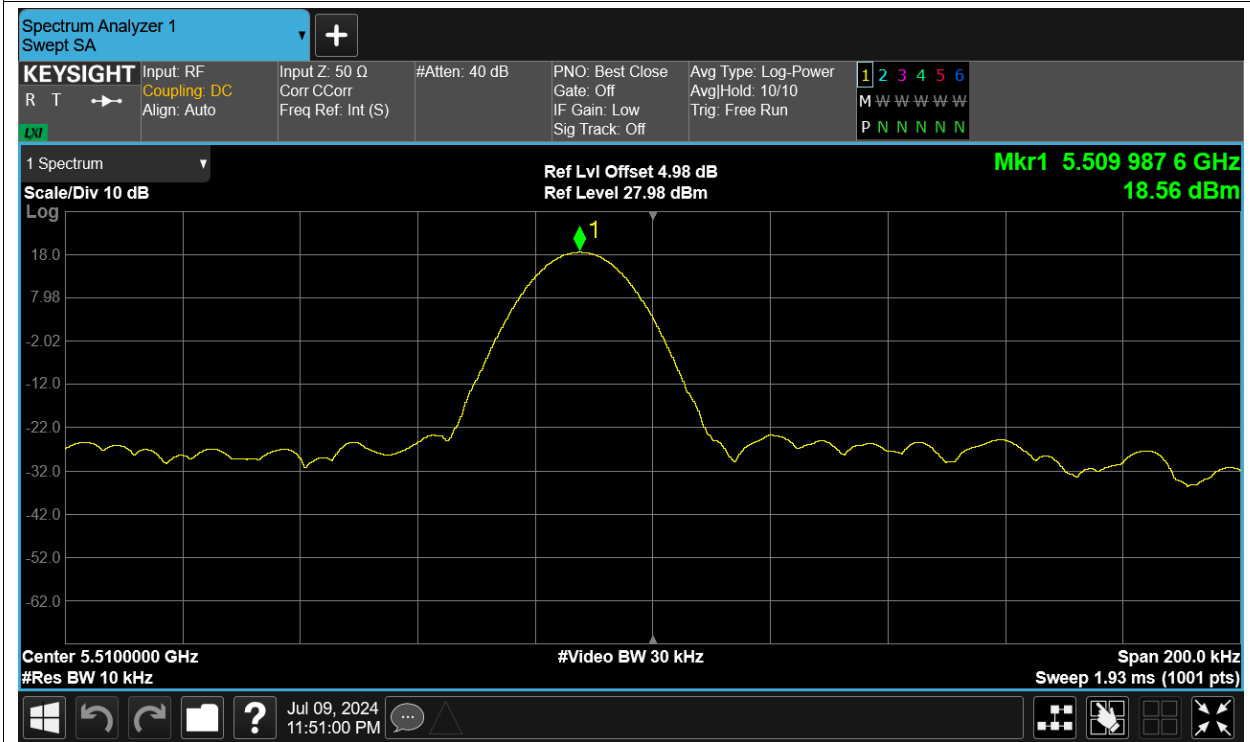 Spectrum Analyzer 1
Swept SA
+
KEYSIGHT
R T
LXI
Input: RF
Coupling: DC
Align: Auto
Input Z: 50 Ω
Corr CCorr
Freq Ref: Int (S)
#Atten: 40 dB
PNO: Best Close
Gate: Off
IF Gain: Low
Sig Track: Off
Avg Type: Log-Power
Avg|Hold: 10/10
Trig: Free Run
1 2 3 4 5 6
M W W W W W
P N N N N N
1 Spectrum
Scale/Div 10 dB
Ref Lvl Offset 4.98 dB
Ref Level 27.98 dBm
Mkr1 5.509 987 6 GHz
18.56 dBm
Log
1
18.0
7.98
-2.02
-12.0
-22.0
-32.0
-42.0
-52.0
-62.0
Center 5.5100000 GHz
#Video BW 30 kHz
Span 200.0 kHz
#Res BW 10 kHz
Sweep 1.93 ms (1001 pts)
?
Jul 09, 2024
11:51:00 PM